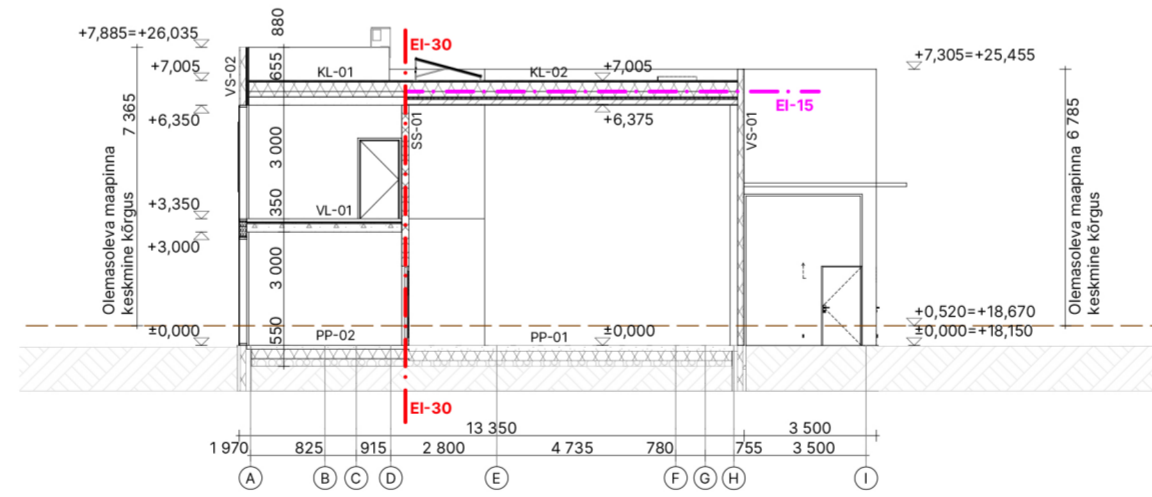 880
+7,885=+26,035
EI-30
+7,305=+25,455
+7,005
VS-02
655
KL-01
KL-02
+7,005
EI-15
+6,350
+6,375
7 365
SS-01
VS-01
6 785
3 000
Olemasoleva maapinna
keskmine kõrgus
Olemasoleva maapinna
keskmine kõrgus
350
+3,350
VL-01
+3,000
3 000
+0,520=+18,670
±0,000
550
±0,000
±0,000=+18,150
PP-02
PP-01
EI-30
13 350
3 500
1 970
825
915
2 800
4 735
780
755
3 500
A
B
C
D
E
F
G
H
I